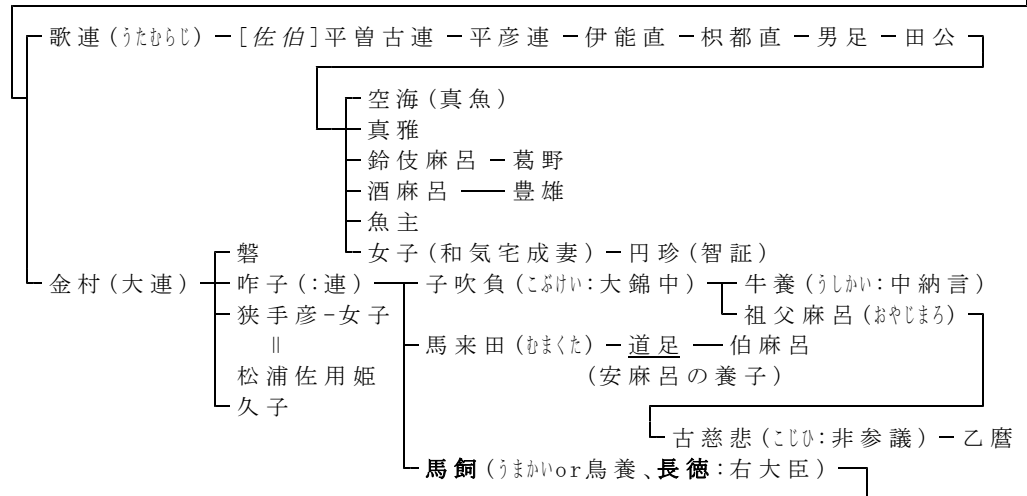 歌連(うたむらじ)－[佐伯]平曽古連－平彦連－伊能直－枳都直－男足－田公
空海(真魚)
真雅
鈴伎麻呂－葛野
酒麻呂――豊雄
魚主
磐　女子(和気宅成妻)－円珍(智証)
金村(大連)　咋子(:連)　子吹負(こぶけい:大錦中)　牛養(うしかい:中納言)
狭手彦-女子　祖父麻呂(おやじまろ)
∥　馬来田(むまくた)－道足――伯麻呂
松浦佐用姫　(安麻呂の養子)
久子
古慈悲(こじひ:非参議)－乙麿
馬飼(うまかいor鳥養、長徳:右大臣)